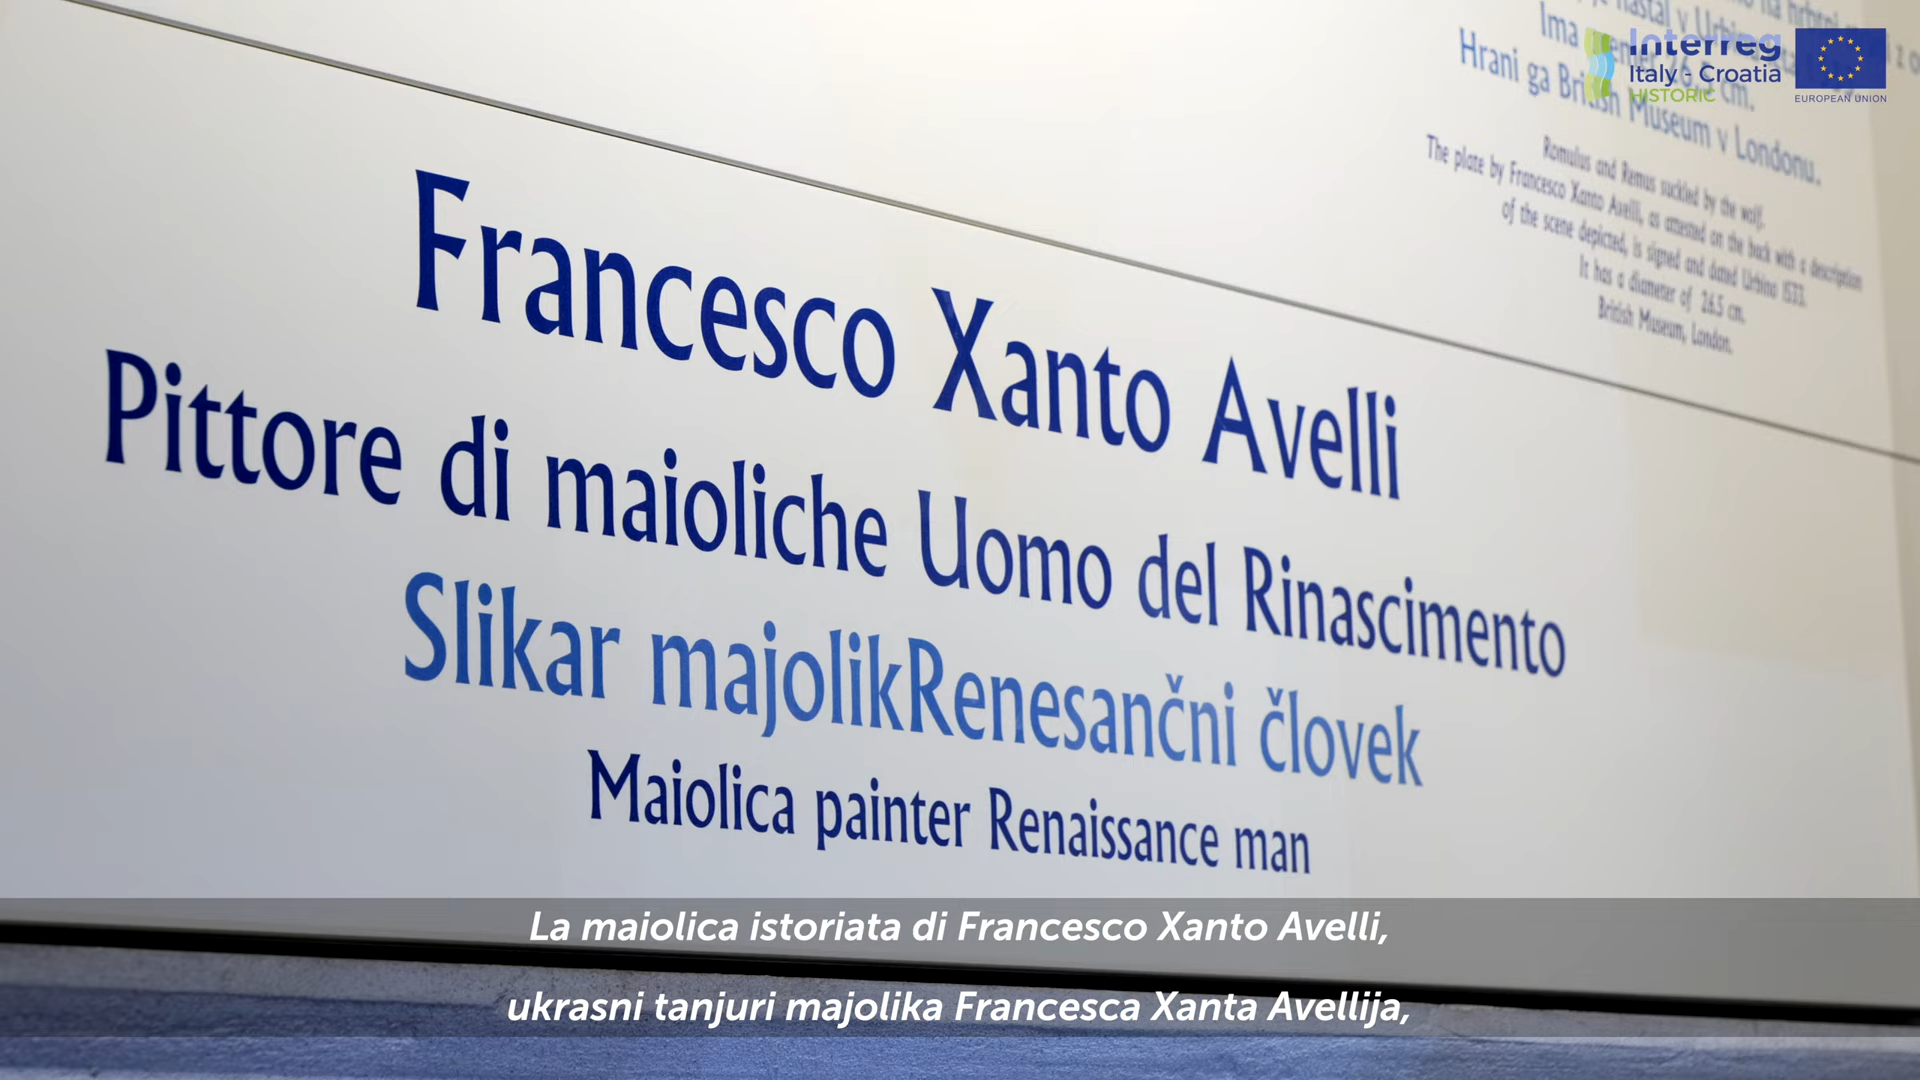 Interreg
Italy - Croatia
HISTORIC
EUROPEAN UNION
Hrani ga British Museum v Londonu.
Romulus and Remus suckled by the wolf.
The plate by Francesco Xanto Avelli, as attested on the back with a description
of the scene depicted, is signed and dated Urbino 1533.
It has a diameter of 26.5 cm.
British Museum, London.
Francesco Xanto Avelli
Pittore di maioliche Uomo del Rinascimento
Slikar majolikRenesančni človek
Maiolica painter Renaissance man
La maiolica istoriata di Francesco Xanto Avelli,
ukrasni tanjuri majolika Francesca Xanta Avellija,